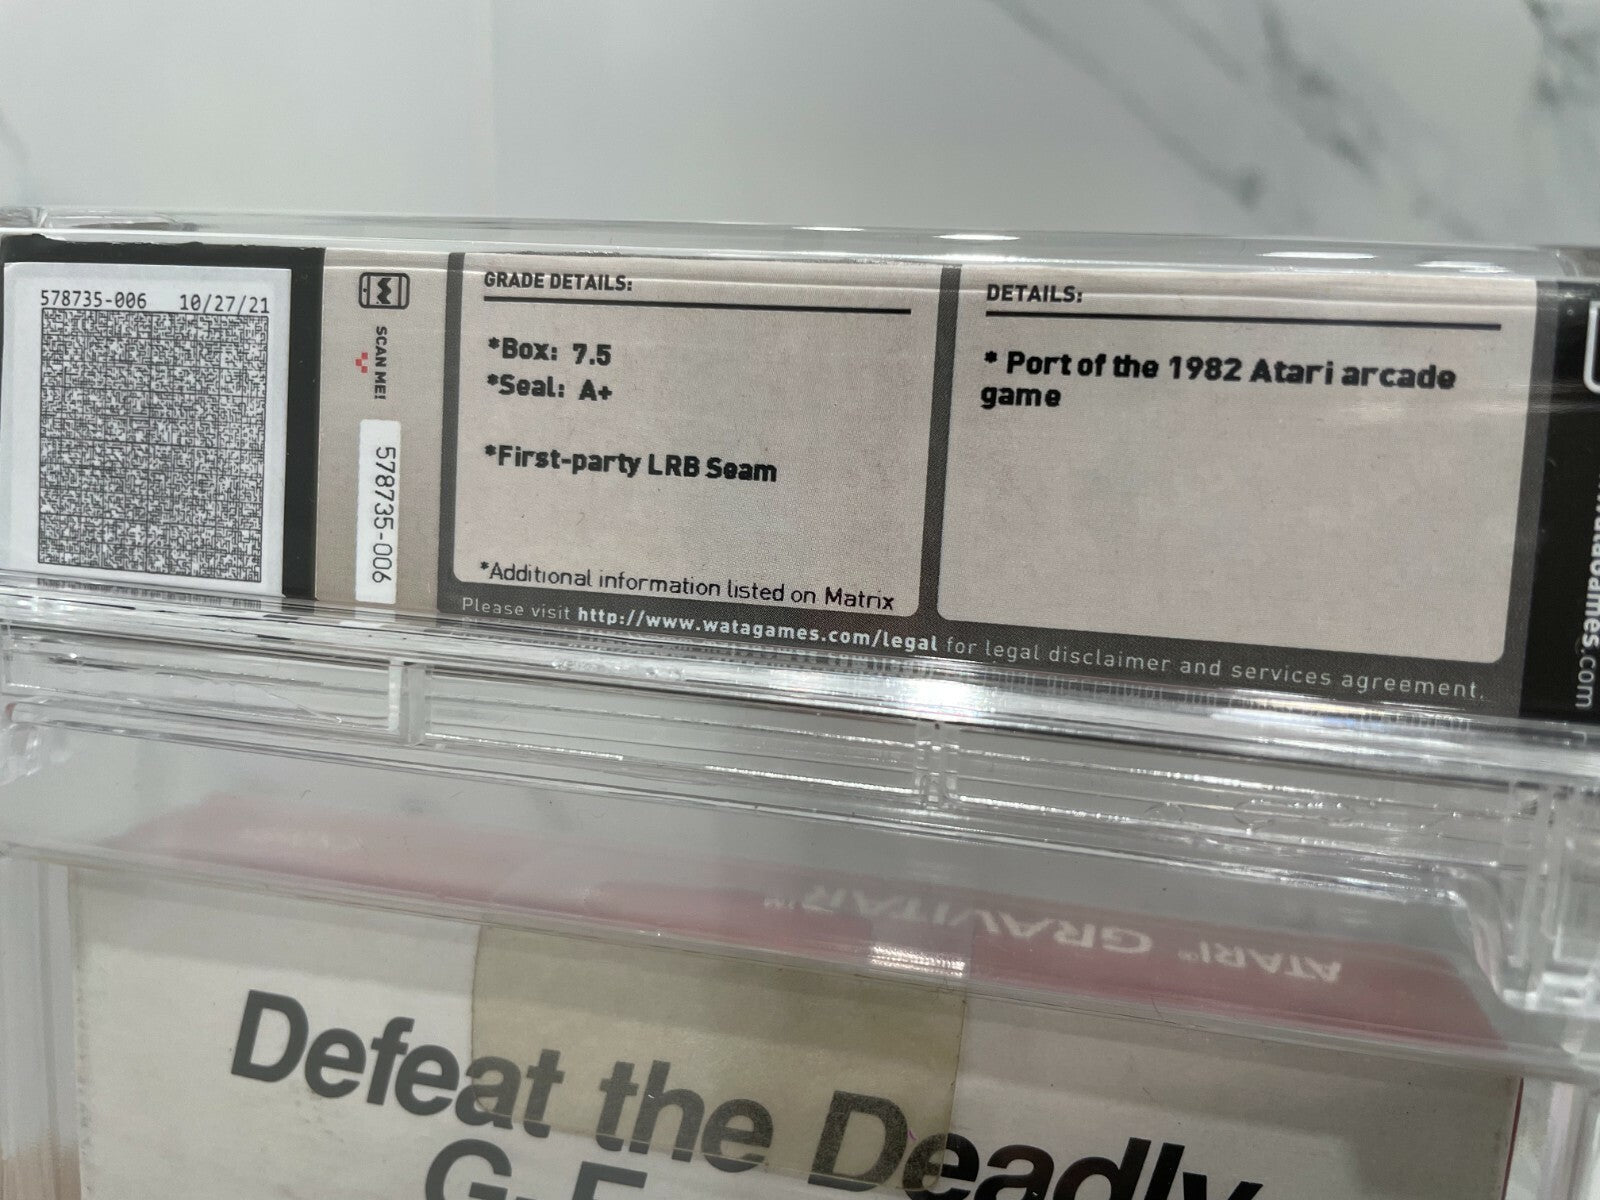 578735-006 10/27/21
SCAN ME!
578735-006
GRADE DETAILS:
*Box: 7.5
*Seal: A+
*First-party LRB Seam
*Additional information listed on Matrix
DETAILS:
* Port of the 1982 Atari arcade
game
Please visit http://www.watagames.com/legal for legal disclaimer and services agreement.
watagames.com
ATARI® GRAVITAR™
Defeat the Deadly